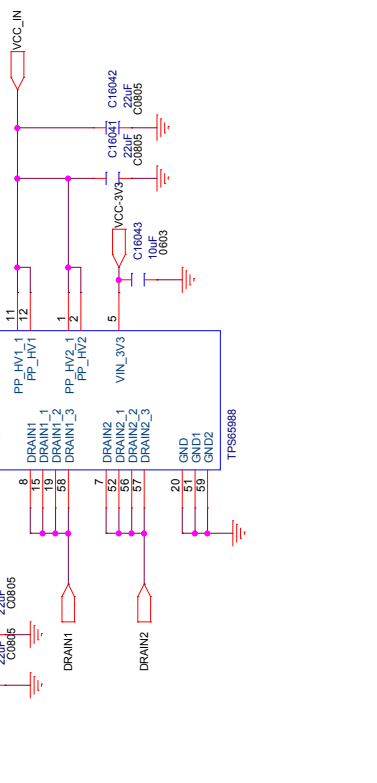 VCC_IN
C16042
22uF
C0805
C16041
22uF
C0805
VCC-3V3
C16043
10uF
0603
11
12
1
2
5
PP_HV1_1
PP_HV1
PP_HV2_1
PP_HV2
VIN_3V3
DRAIN1
DRAIN1_1
DRAIN1_2
DRAIN1_3
DRAIN2
DRAIN2_1
DRAIN2_2
DRAIN2_3
GND
GND1
GND2
TPS65988
8
15
19
58
7
52
56
57
20
51
59
22uF
C0805
22uF
C0805
DRAIN1
DRAIN2